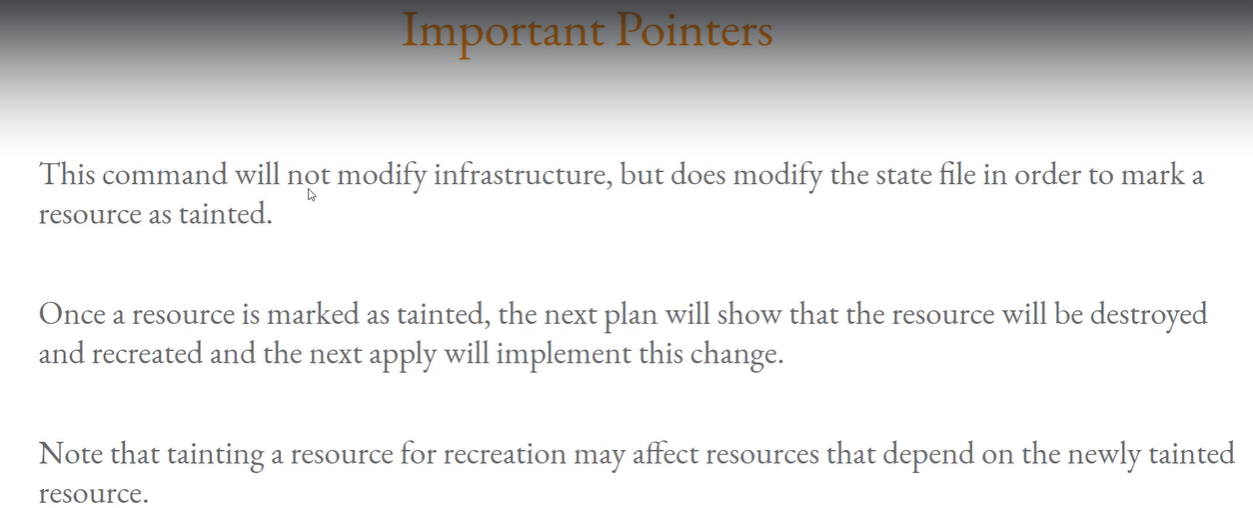 Important Pointers
This command will not modify infrastructure, but does modify the state file in order to mark a
resource as tainted.
Once a resource is marked as tainted, the next plan will show that the resource will be destroyed
and recreated and the next apply will implement this change.
Note that tainting a resource for recreation may affect resources that depend on the newly tainted
resource.